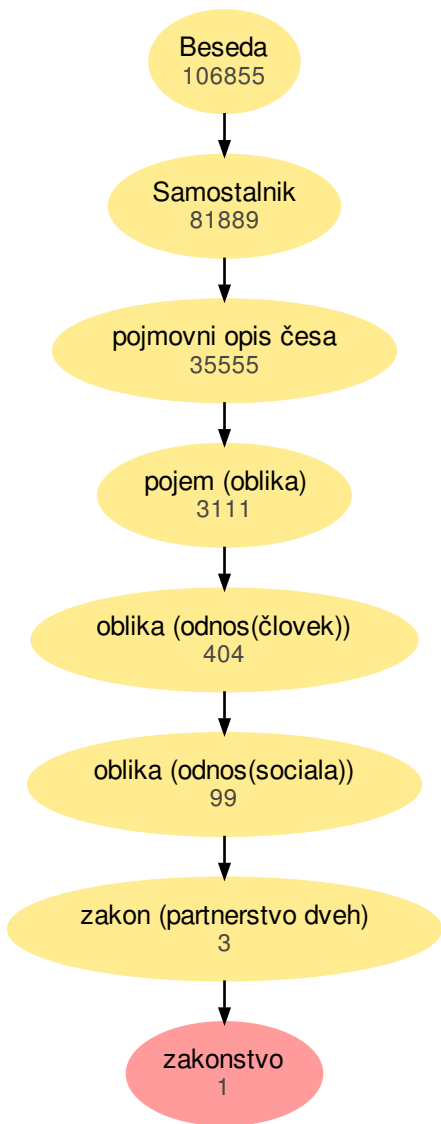 Beseda
106855
Samostalnik
81889
pojmovni opis česa
35555
pojem (oblika)
3111
oblika (odnos(človek))
404
oblika (odnos(sociala))
99
zakon (partnerstvo dveh)
3
zakonstvo
1